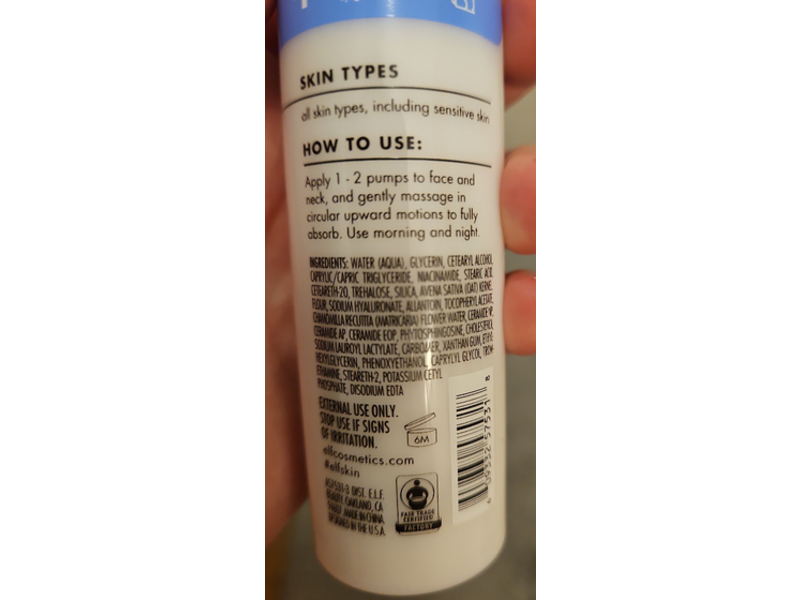 SKIN TYPES
all skin types, including sensitive skin
HOW TO USE:
Apply 1 - 2 pumps to face and
neck, and gently massage in
circular upward motions to fully
absorb. Use morning and night.
INGREDIENTS: WATER (AQUA), GLYCERIN, CETEARYL ALCOHOL,
CAPRYLIC/CAPRIC TRIGLYCERIDE, NIACINAMIDE, STEARIC ACID,
CETEARETH-20, TREHALOSE, SILICA, AVENA SATIVA (OAT) KERNEL
FLOUR, SODIUM HYALURONATE, ALLANTOIN, TOCOPHERYL ACETATE,
CHAMOMILLA RECUTITA (MATRICARIA) FLOWER WATER, CERAMIDE NP,
CERAMIDE AP, CERAMIDE EOP, PHYTOSPHINGOSINE, CHOLESTEROL,
SODIUM LAUROYL LACTYLATE, CARBOMER, XANTHAN GUM, ETHYL-
HEXYLGLYCERIN, PHENOXYETHANOL, CAPRYLYL GLYCOL, TROM-
ETHAMINE, STEARETH-2, POTASSIUM CETYL
PHOSPHATE, DISODIUM EDTA
EXTERNAL USE ONLY.
STOP USE IF SIGNS
OF IRRITATION.
6M
elfcosmetics.com
#elfskin
DIST. E.L.F.
BEAUTY, OAKLAND, CA
MADE IN CHINA
DESIGNED IN THE U.S.A
FAIR TRADE
CERTIFIED
FACTORY
6 09332 57531 8